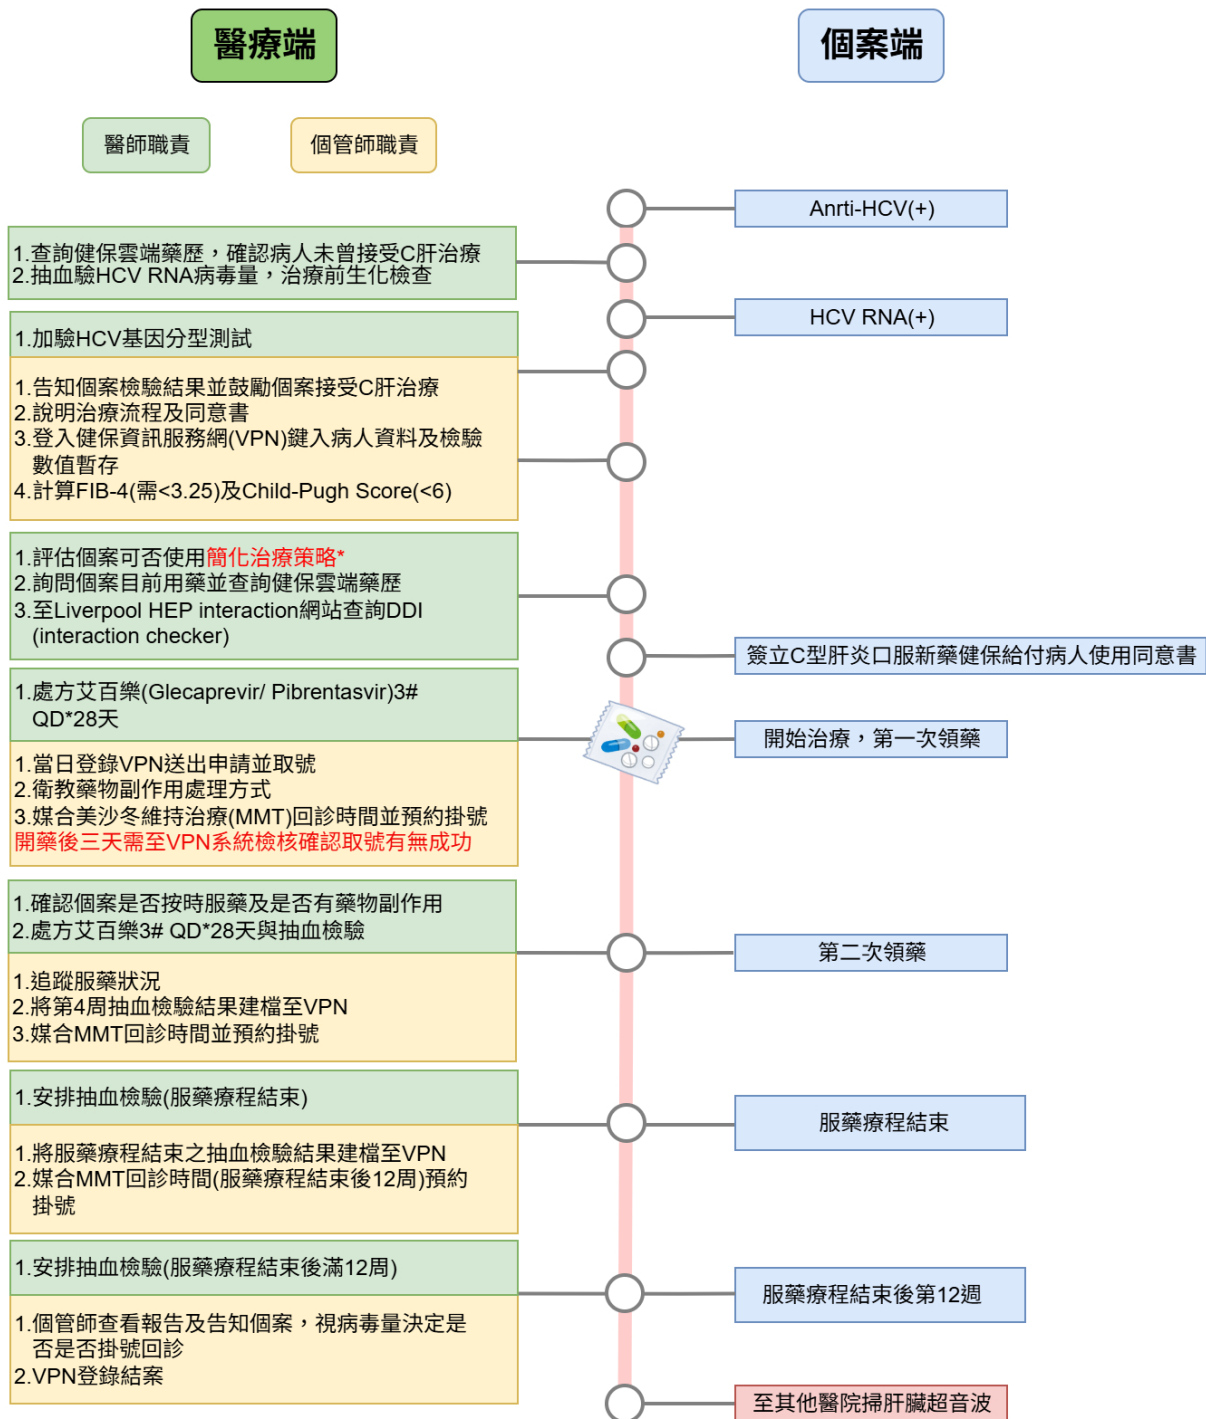 醫療端
個案端
醫師職責
個管師職責
Anrti-HCV(+)
1.查詢健保雲端藥歷，確認病人未曾接受C肝治療
2.抽血驗HCV RNA病毒量，治療前生化檢查
HCV RNA(+)
1.加驗HCV基因分型測試
1.告知個案檢驗結果並鼓勵個案接受C肝治療
2.說明治療流程及同意書
3.登入健保資訊服務網(VPN)鍵入病人資料及檢驗
數值暫存
4.計算FIB-4(需<3.25)及Child-Pugh Score(<6)
1.評估個案可否使用簡化治療策略*
2.詢問個案目前用藥並查詢健保雲端藥歷
3.至Liverpool HEP interaction網站查詢DDI
(interaction checker)
簽立C型肝炎口服新藥健保給付病人使用同意書
1.處方艾百樂(Glecaprevir/ Pibrentasvir)3#
QD*28天
開始治療，第一次領藥
1.當日登錄VPN送出申請並取號
2.衛教藥物副作用處理方式
3.媒合美沙冬維持治療(MMT)回診時間並預約掛號
開藥後三天需至VPN系統檢核確認取號有無成功
1.確認個案是否按時服藥及是否有藥物副作用
2.處方艾百樂3# QD*28天與抽血檢驗
第二次領藥
1.追蹤服藥狀況
2.將第4周抽血檢驗結果建檔至VPN
3.媒合MMT回診時間並預約掛號
1.安排抽血檢驗(服藥療程結束)
服藥療程結束
1.將服藥療程結束之抽血檢驗結果建檔至VPN
2.媒合MMT回診時間(服藥療程結束後12周)預約
掛號
1.安排抽血檢驗(服藥療程結束後滿12周)
服藥療程結束後第12週
1.個管師查看報告及告知個案，視病毒量決定是
否是否掛號回診
2.VPN登錄結案
至其他醫院掃肝臟超音波